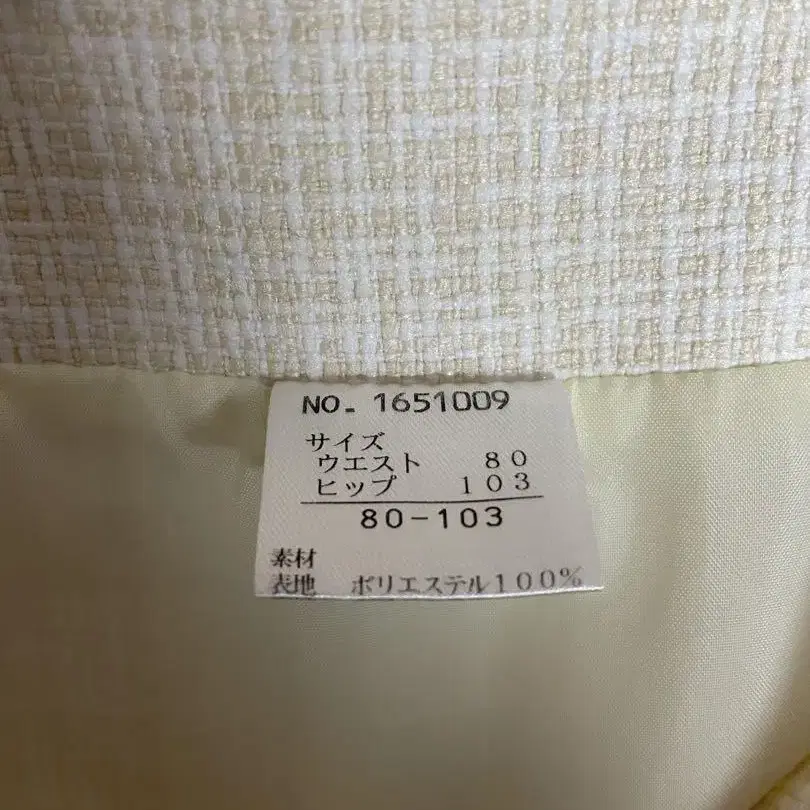 NO. 1651009
サイズ
ウエスト 80
ヒップ 103
80-103
素材
表地 ポリエステル100%